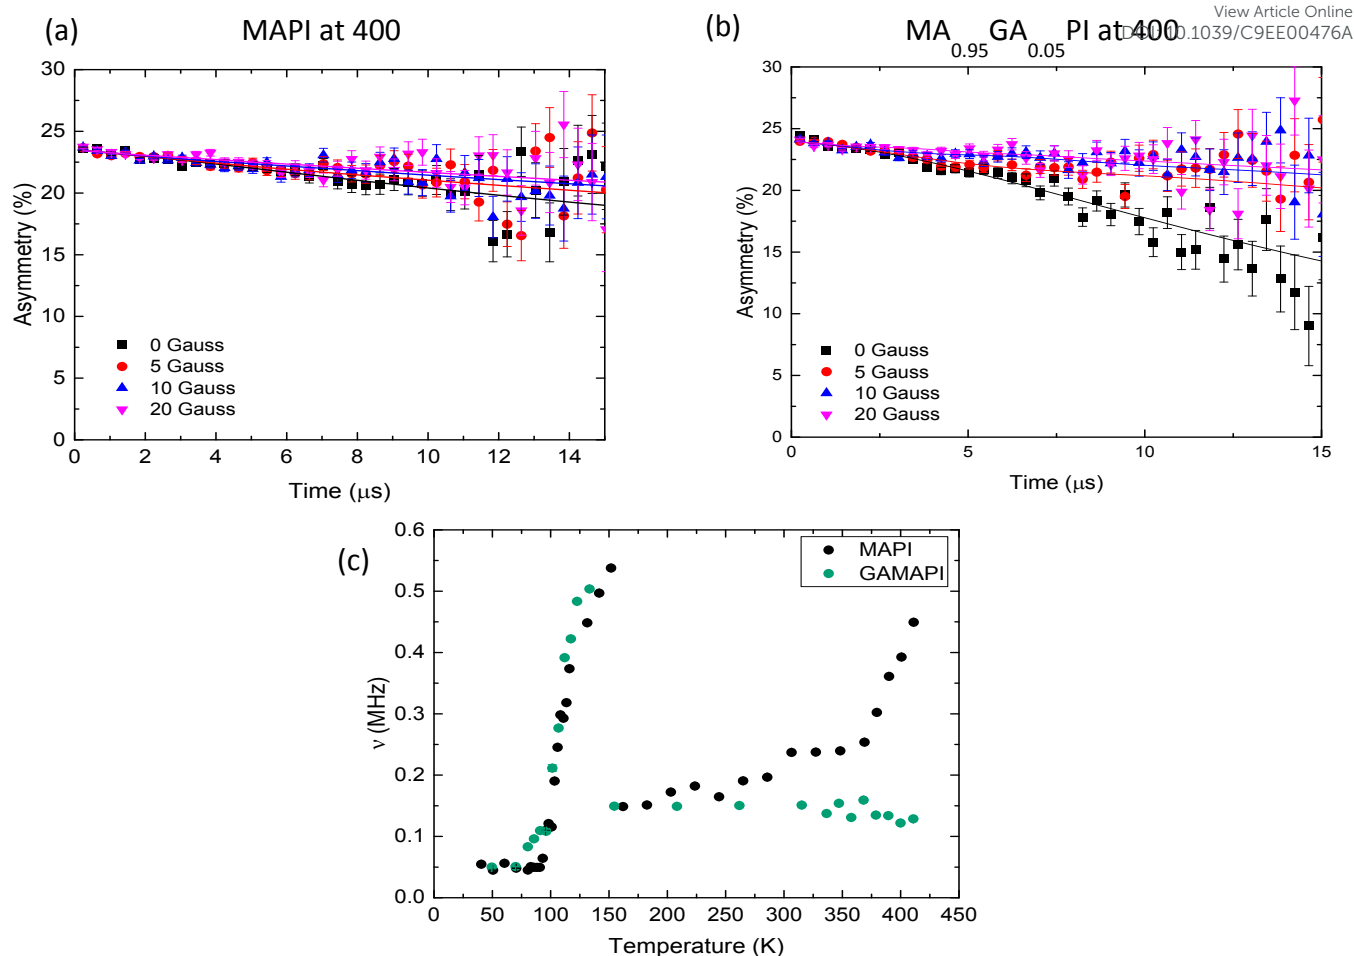 View Article Online
DOI: 10.1039/C9EE00476A
(a) MAPI at 400
(b) MA0.95GA0.05PI at 400
30
25
20
15
10
5
0
Asymmetry (%)
0 Gauss
5 Gauss
10 Gauss
20 Gauss
0 2 4 6 8 10 12 14
Time (μs)
30
25
20
15
10
5
0
Asymmetry (%)
0 Gauss
5 Gauss
10 Gauss
20 Gauss
0 5 10 15
Time (μs)
(c)
0.6
0.5
0.4
0.3
0.2
0.1
0.0
ν (MHz)
MAPI
GAMAPI
0 50 100 150 200 250 300 350 400 450
Temperature (K)